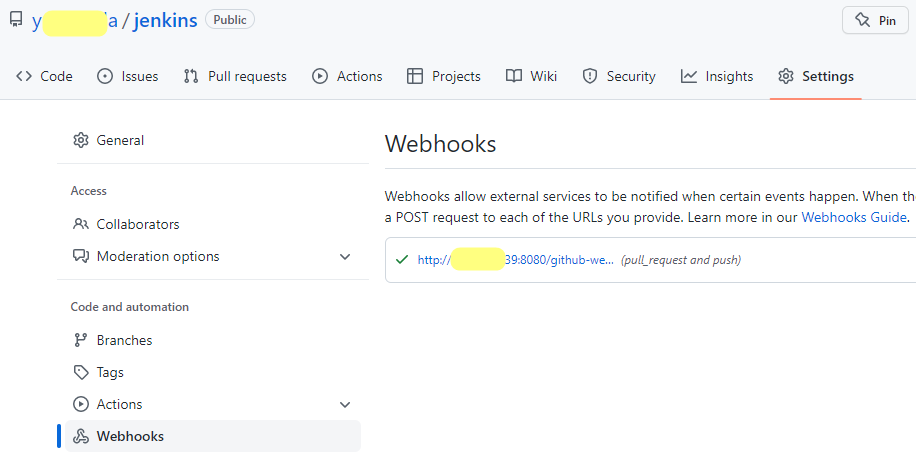 y a / jenkins Public Pin
Code Issues Pull requests Actions Projects Wiki Security Insights Settings
General
Access
Collaborators
Moderation options
Code and automation
Branches
Tags
Actions
Webhooks
Webhooks
Webhooks allow external services to be notified when certain events happen. When the
a POST request to each of the URLs you provide. Learn more in our Webhooks Guide.
http:// 39:8080/github-we... (pull_request and push)